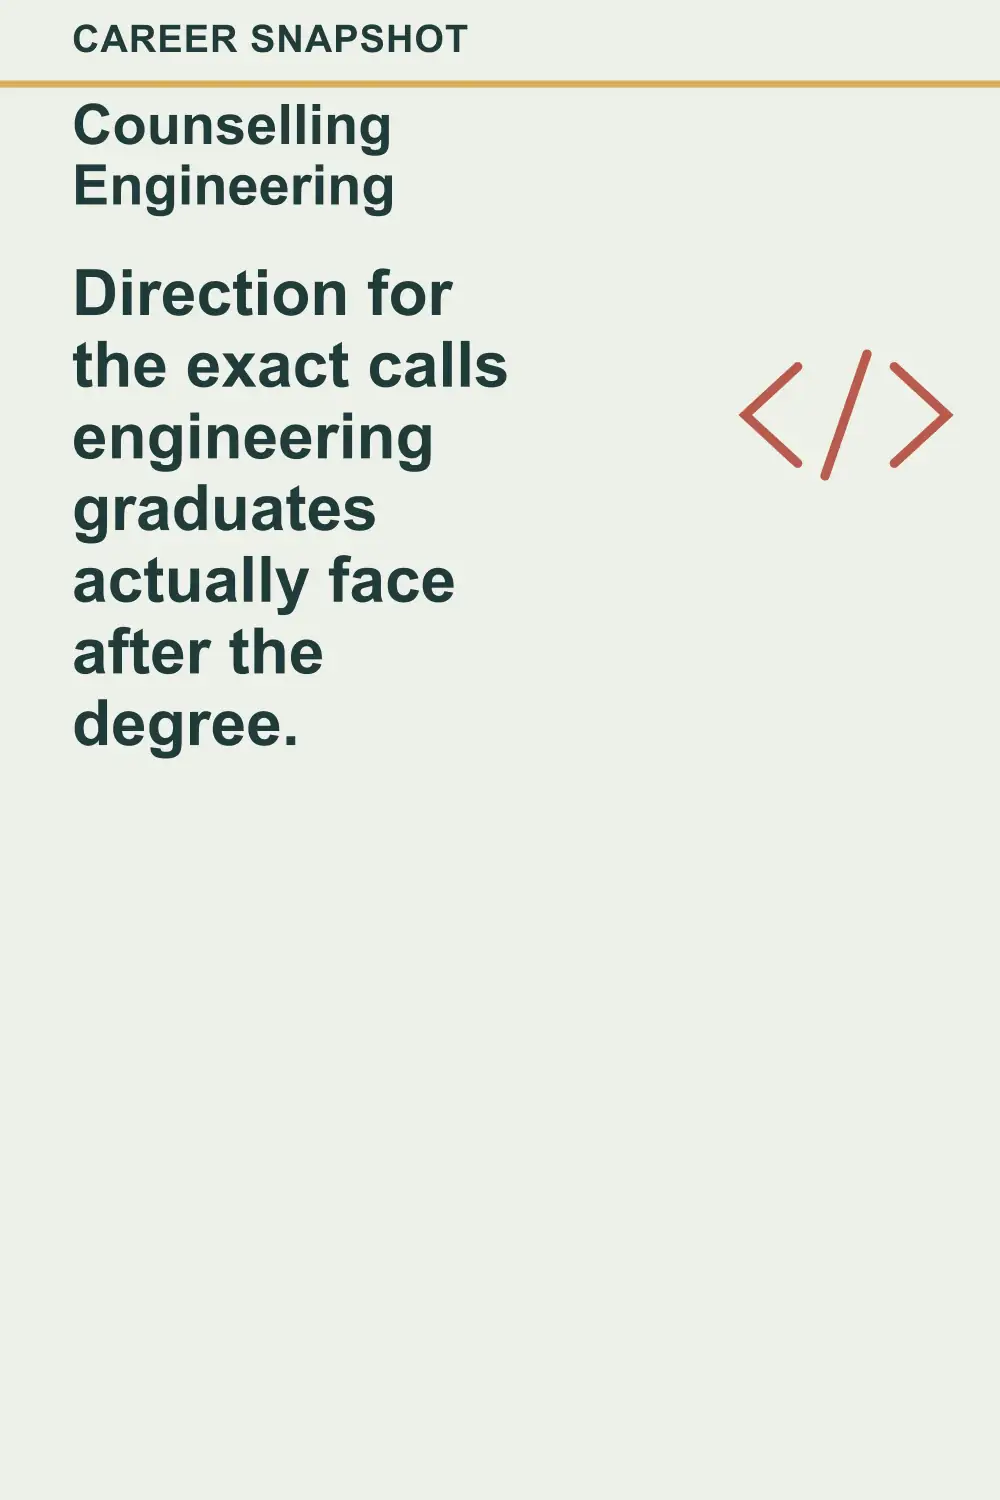 CAREER SNAPSHOT
Counselling
Engineering
Direction for
the exact calls
engineering
graduates
actually face
after the
degree.